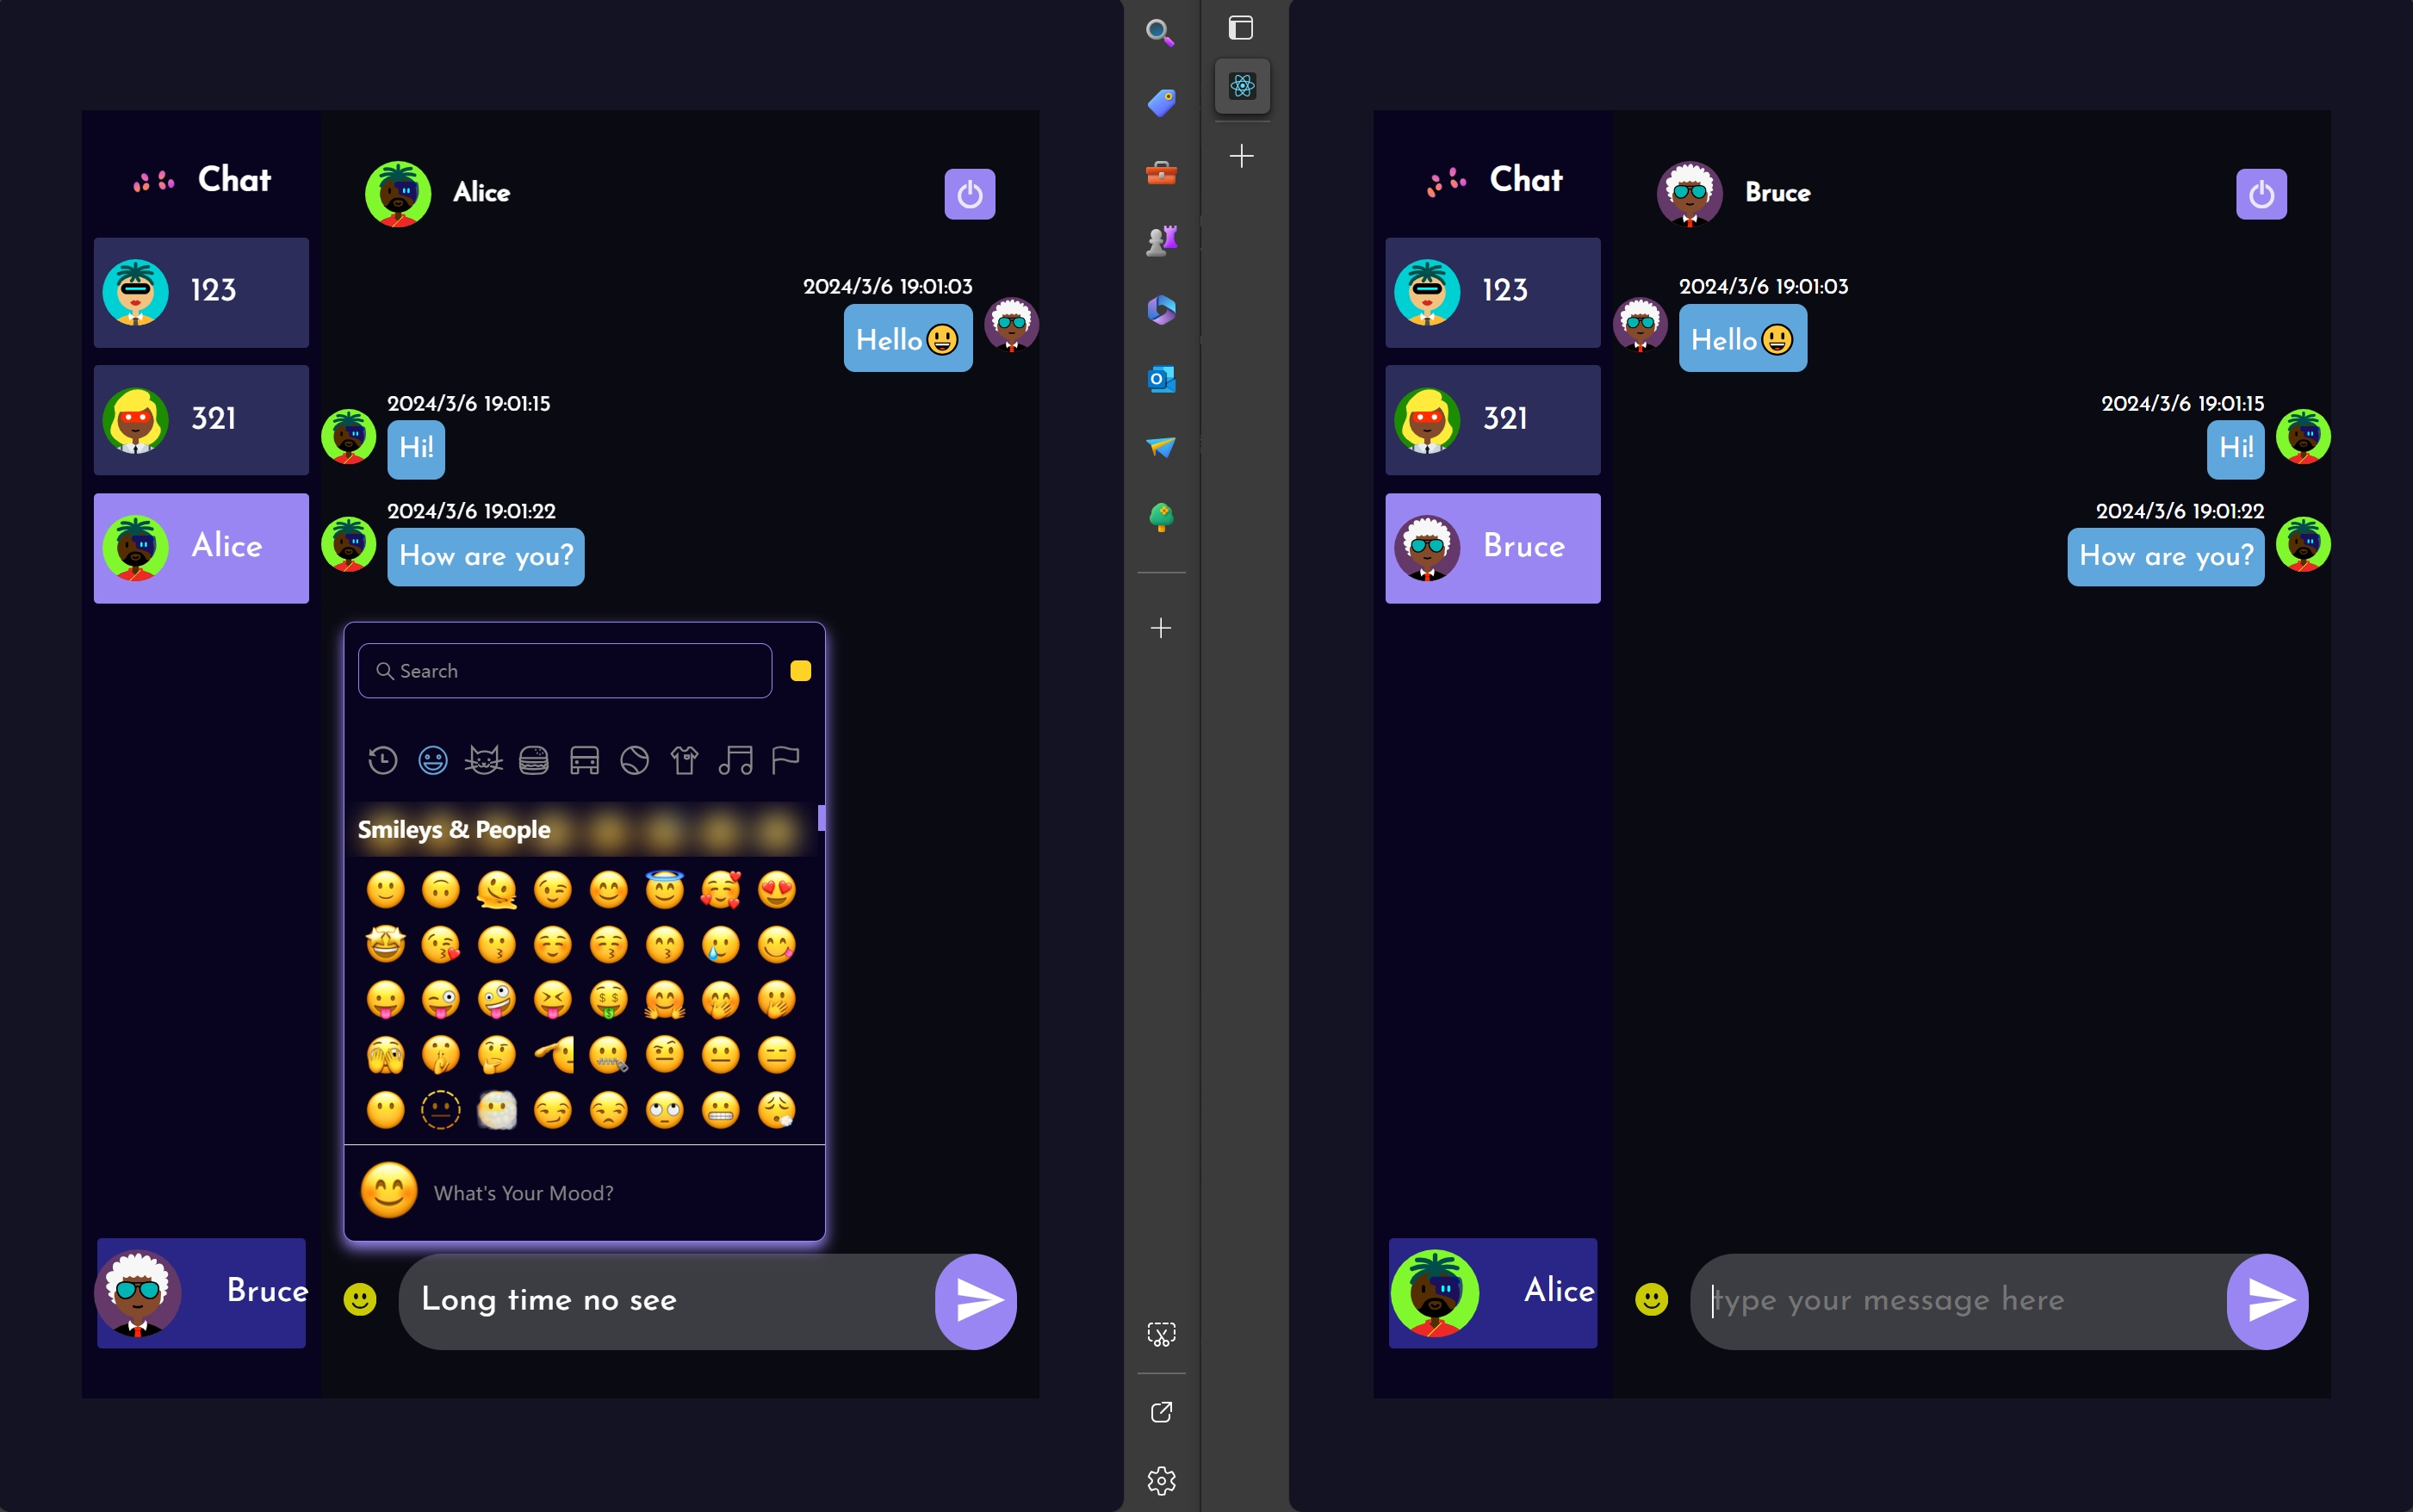 Chat
Alice
123
321
Alice
2024/3/6 19:01:03
Hello😃
2024/3/6 19:01:15
Hi!
2024/3/6 19:01:22
How are you?
Search
Smileys & People
What's Your Mood?
Bruce
Long time no see
Chat
Bruce
123
321
Bruce
2024/3/6 19:01:03
Hello😃
2024/3/6 19:01:15
Hi!
2024/3/6 19:01:22
How are you?
Alice
type your message here